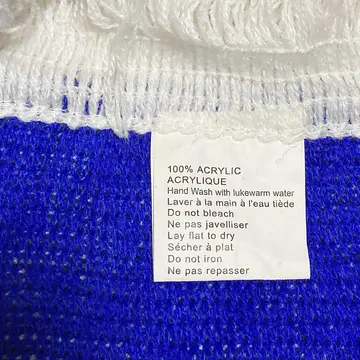 100% ACRYLIC
ACRYLIQUE
Hand Wash with lukewarm water
Laver à la main à l'eau tiède
Do not bleach
Ne pas javelliser
Lay flat to dry
Sécher à plat
Do not iron
Ne pas repasser